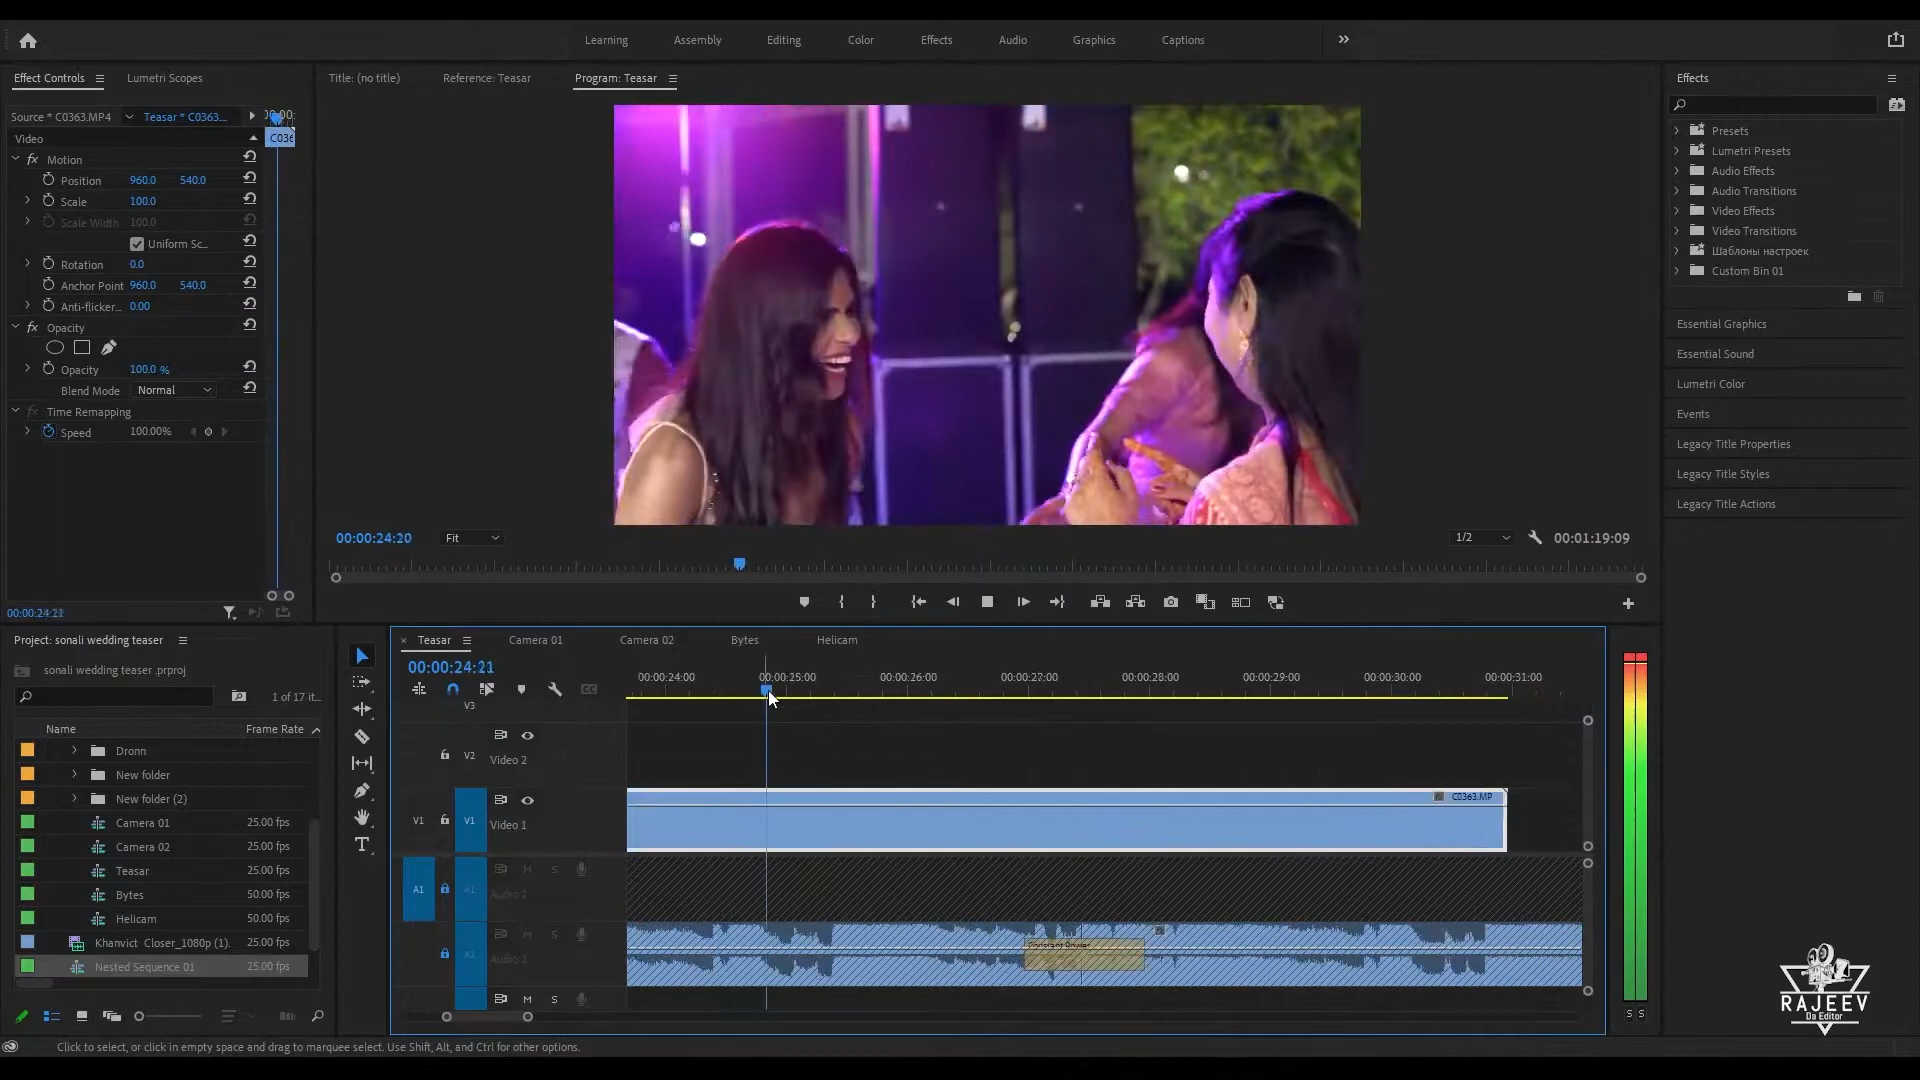 Learning
Assembly
Editing
Color
Effects
Audio
Graphics
Captions
Effect Controls
Lumetri Scopes
Title: (no title)
Reference: Teasar
Program: Teasar
Effects
Source * C0363.MP4
Teasar * C0363...
Video
Motion
Position 960.0 540.0
Scale 100.0
Scale Width 100.0
Uniform Sc...
Rotation 0.0
Anchor Point 960.0 540.0
Anti-flicker... 0.00
fx Opacity
Opacity 100.0 %
Blend Mode Normal
Time Remapping
Speed 100.00%
Presets
Lumetri Presets
Audio Effects
Audio Transitions
Video Effects
Video Transitions
Шаблоны настроек
Custom Bin 01
Essential Graphics
Essential Sound
Lumetri Color
Events
Legacy Title Properties
Legacy Title Styles
Legacy Title Actions
00:00:24:20
Fit
1/2
00:01:19:09
Project: sonali wedding teaser
sonali wedding teaser .prproj
1 of 17 it...
Name Frame Rate
Dronn
New folder
New folder (2)
Camera 01 25.00 fps
Camera 02 25.00 fps
Teasar 25.00 fps
Bytes 50.00 fps
Helicam 50.00 fps
Khanvict Closer_1080p (1). 25.00 fps
Nested Sequence 01 25.00 fps
Teasar
Camera 01
Camera 02
Bytes
Helicam
00:00:24:21
00:00:24:00
00:00:25:00
00:00:26:00
00:00:27:00
00:00:28:00
00:00:29:00
00:00:30:00
00:00:31:00
V3
V2 Video 2
V1 V1 Video 1
C0363.MP
A1 A1 Audio 1
M S
A2 Audio 2
M S
Constant Power
M S
S S
RAJEEV
Da Editor
Click to select, or click in empty space and drag to marquee select. Use Shift, Alt, and Ctrl for other options.